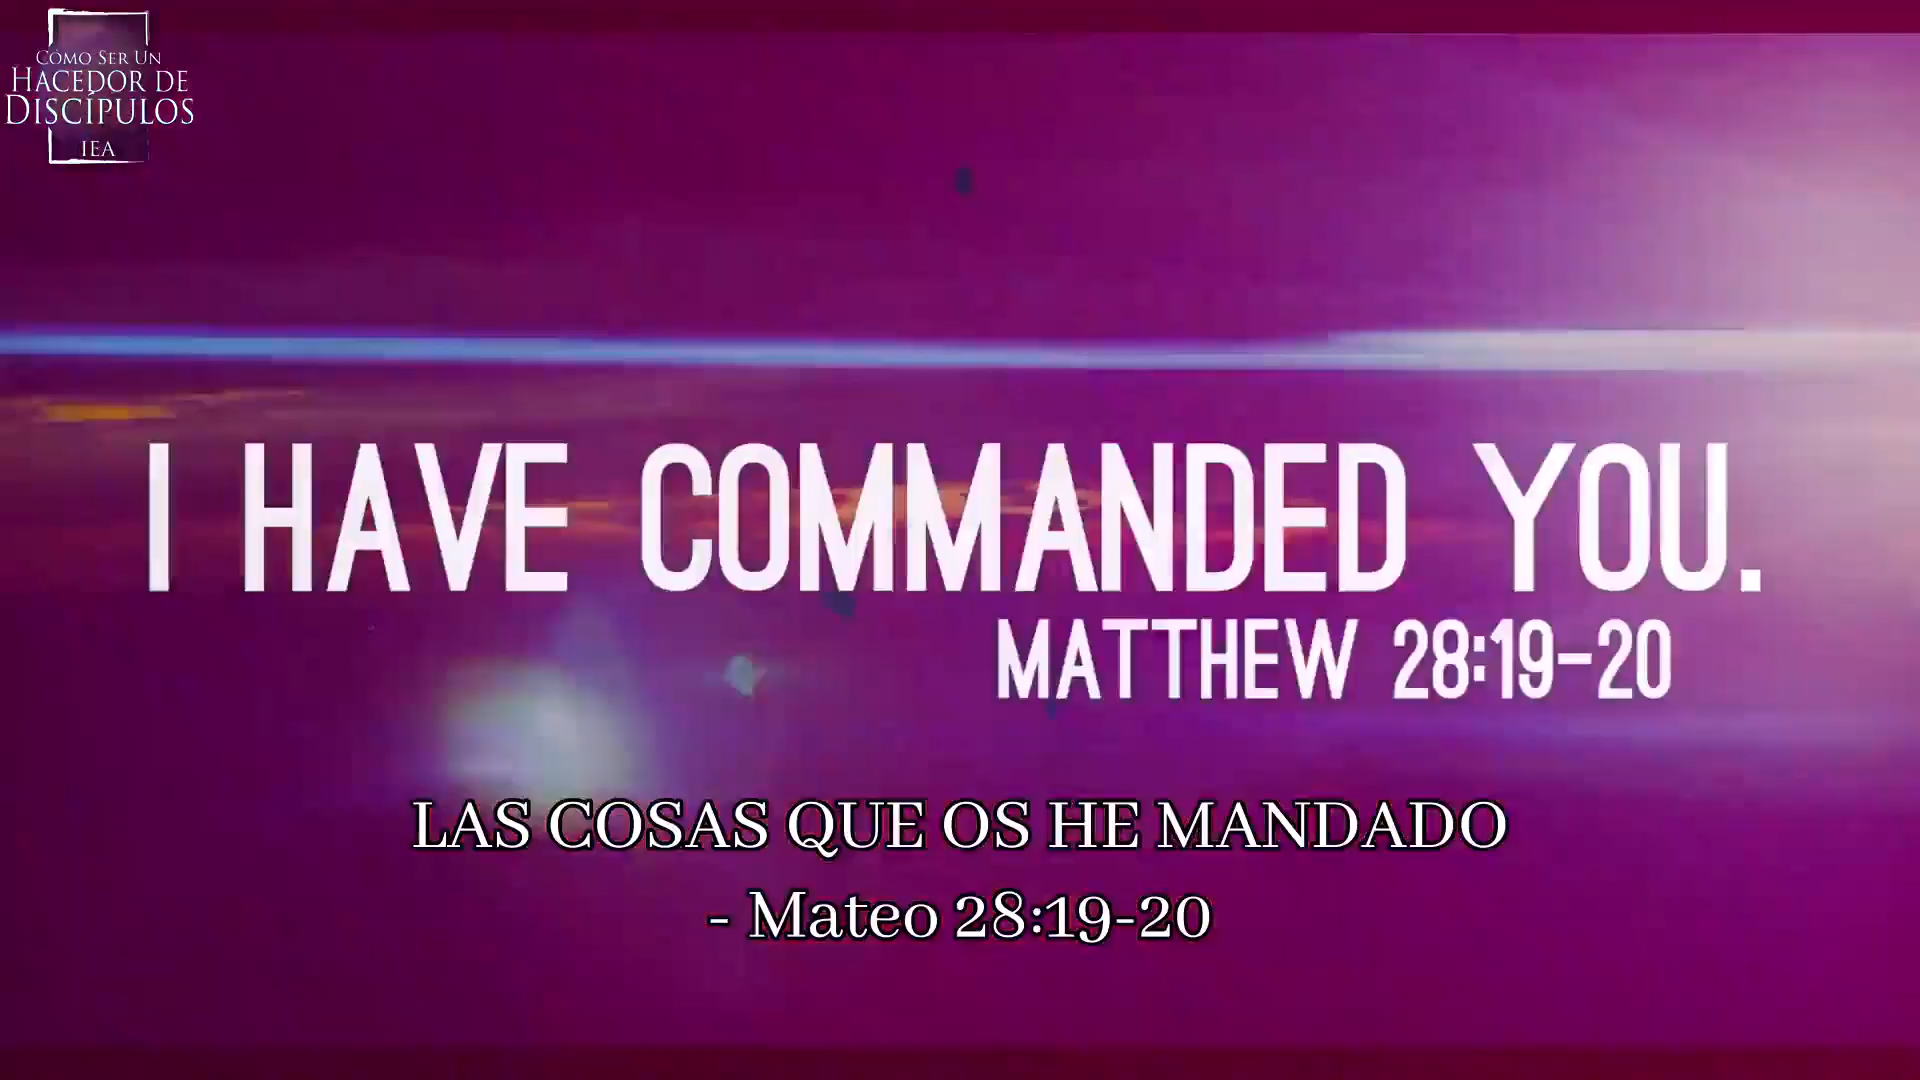 CÓMO SER UN
HACEDOR DE
DISCÍPULOS
IEA
I HAVE COMMANDED YOU.
MATTHEW 28:19-20
LAS COSAS QUE OS HE MANDADO
- Mateo 28:19-20